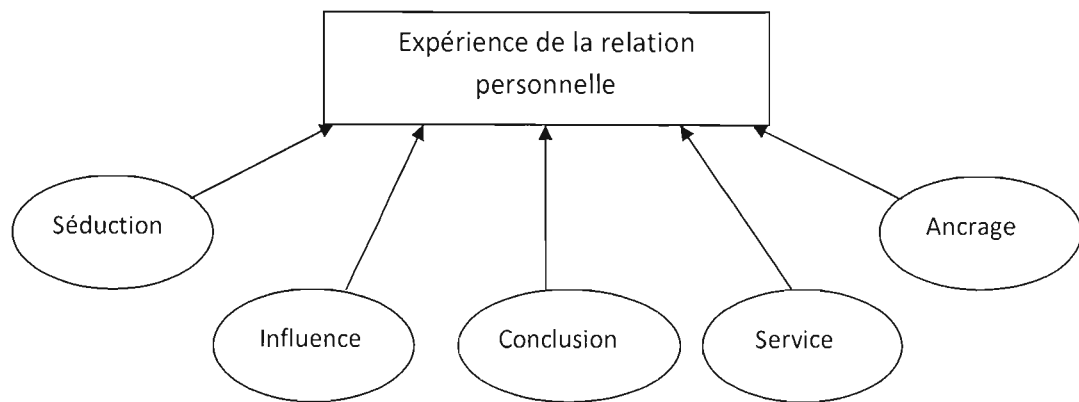 Expérience de la relation
personnelle
Séduction
Ancrage
Influence
Conclusion
Service